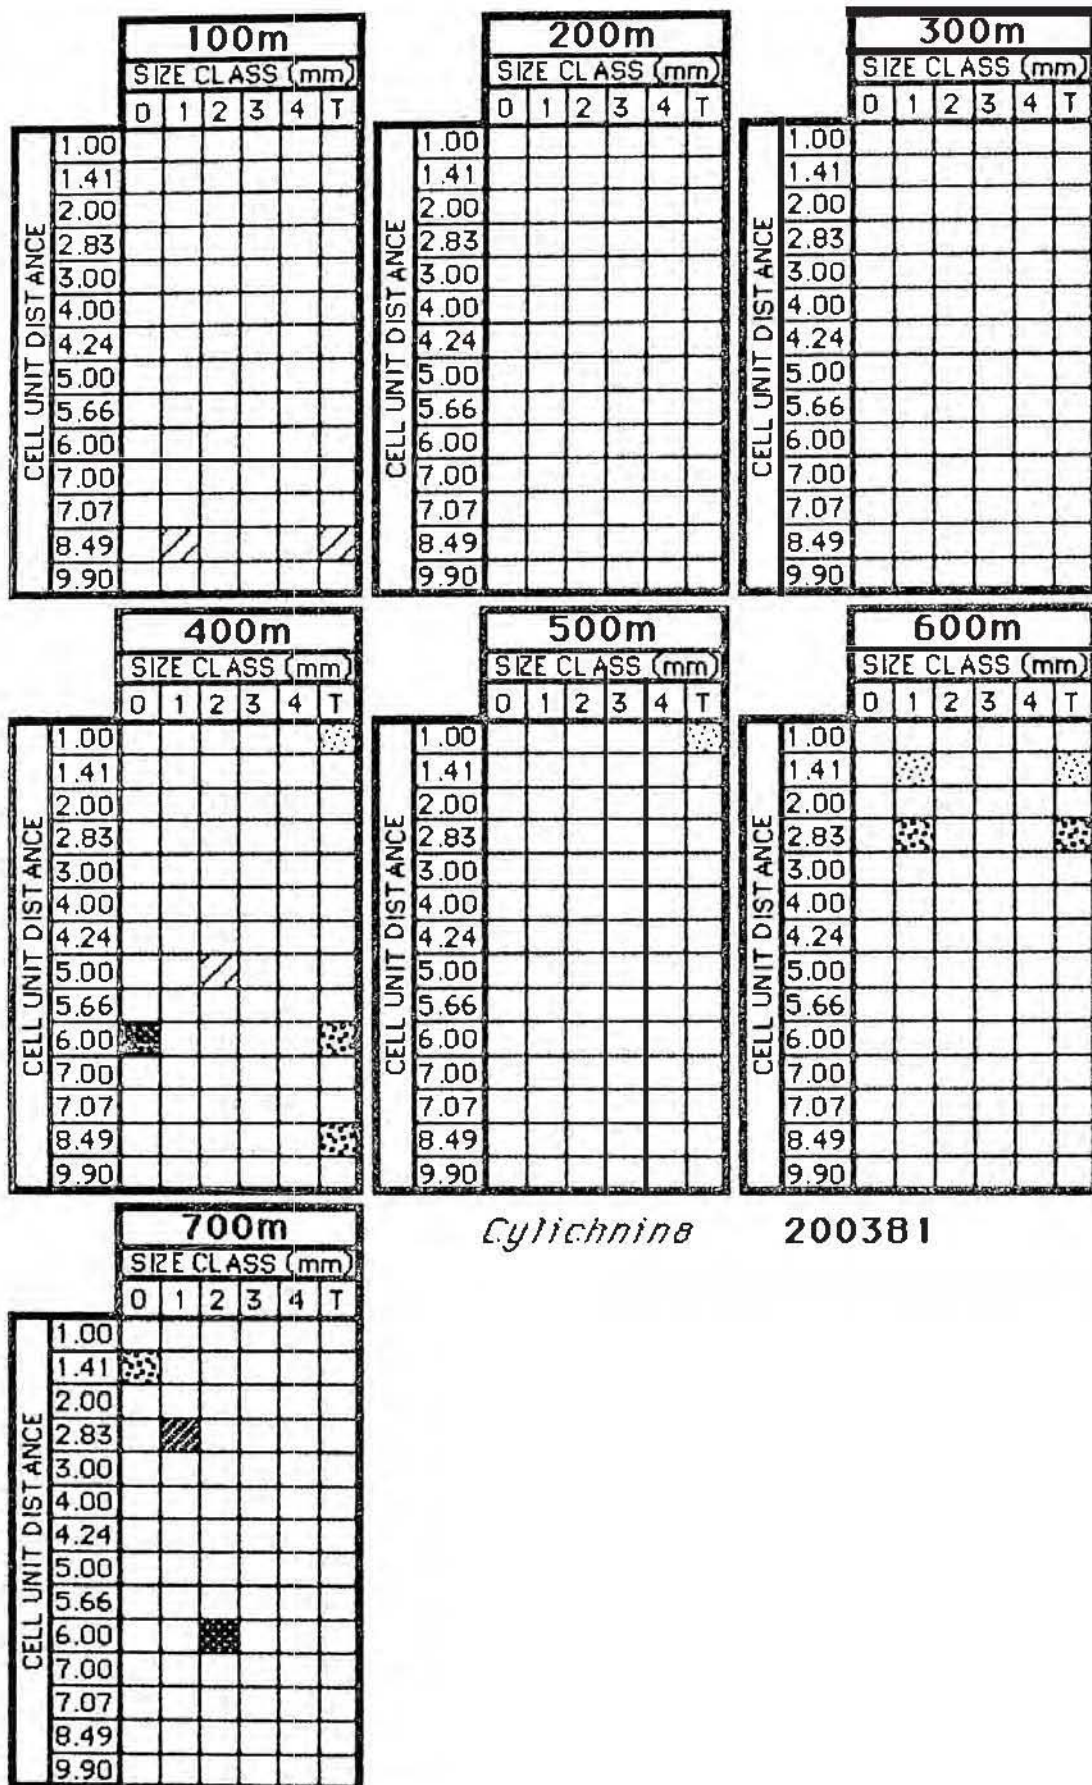 100m 200m 300m
SIZE CLASS (mm) SIZE CLASS (mm) SIZE CLASS (mm)
0 1 2 3 4 T 0 1 2 3 4 T 0 1 2 3 4 T
CELL UNIT DISTANCE CELL UNIT DISTANCE CELL UNIT DISTANCE
1.00 1.00 1.00
1.41 1.41 1.41
2.00 2.00 2.00
2.83 2.83 2.83
3.00 3.00 3.00
4.00 4.00 4.00
4.24 4.24 4.24
5.00 5.00 5.00
5.66 5.66 5.66
6.00 6.00 6.00
7.00 7.00 7.00
7.07 7.07 7.07
8.49 8.49 8.49
9.90 9.90 9.90
400m 500m 600m
SIZE CLASS (mm) SIZE CLASS (mm) SIZE CLASS (mm)
0 1 2 3 4 T 0 1 2 3 4 T 0 1 2 3 4 T
CELL UNIT DISTANCE CELL UNIT DISTANCE CELL UNIT DISTANCE
1.00 1.00 1.00
1.41 1.41 1.41
2.00 2.00 2.00
2.83 2.83 2.83
3.00 3.00 3.00
4.00 4.00 4.00
4.24 4.24 4.24
5.00 5.00 5.00
5.66 5.66 5.66
6.00 6.00 6.00
7.00 7.00 7.00
7.07 7.07 7.07
8.49 8.49 8.49
9.90 9.90 9.90
700m Cylichnina 200381
SIZE CLASS (mm)
0 1 2 3 4 T
CELL UNIT DISTANCE
1.00
1.41
2.00
2.83
3.00
4.00
4.24
5.00
5.66
6.00
7.00
7.07
8.49
9.90